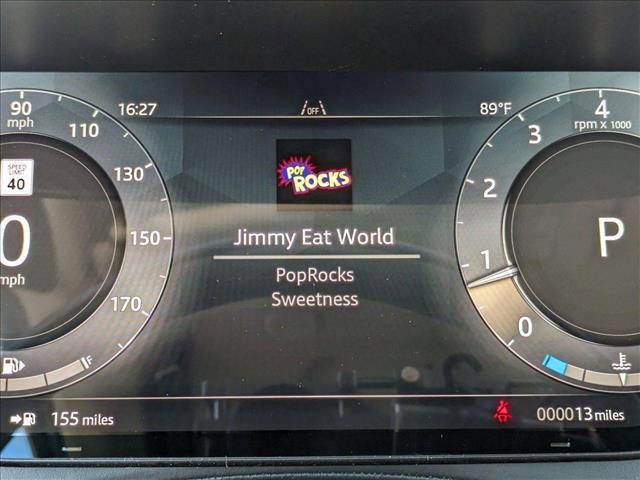 90
mph
110
130
150
170
SPEED
LIMIT
40
0
mph
F
16:27
OFF
89°F
POP
ROCKS
Jimmy Eat World
PopRocks
Sweetness
4
rpm x 1000
3
2
1
0
P
155 miles
000013 miles